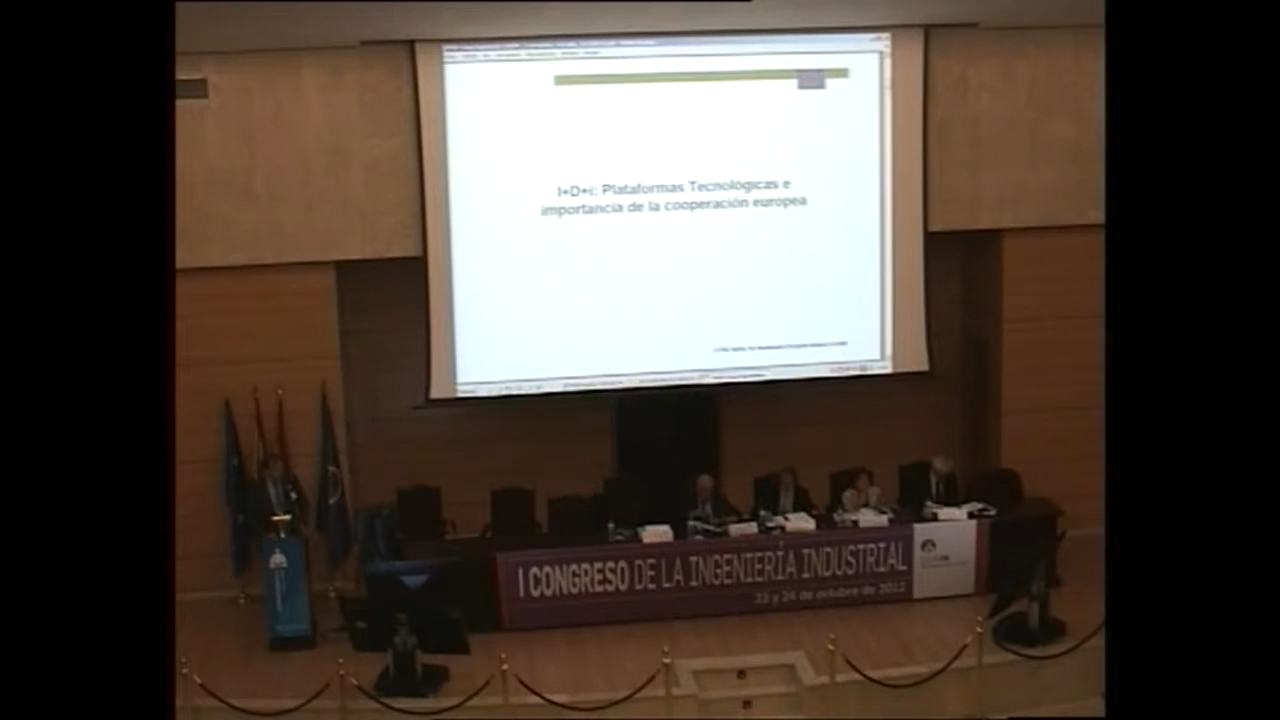 I+D+i: Plataformas Tecnológicas e
importancia de la cooperación europea
I CONGRESO DE LA INGENIERÍA INDUSTRIAL
23 y 24 de octubre de 2012